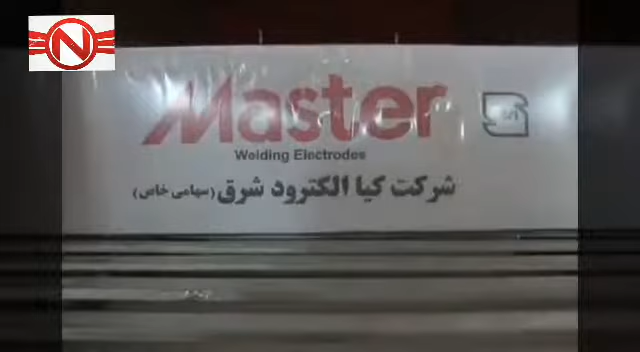 N
Master
Welding Electrodes
شرکت کیا الکترود شرق (سهامی خاص)